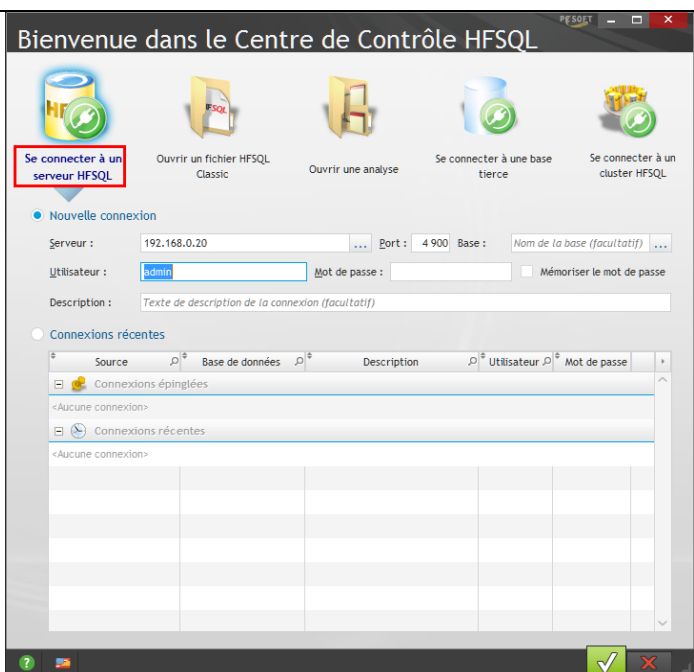 PC SOFT
Bienvenue dans le Centre de Contrôle HFSQL
Se connecter à un
serveur HFSQL
Ouvrir un fichier HFSQL
Classic
Ouvrir une analyse
Se connecter à une base
tierce
Se connecter à un
cluster HFSQL
Nouvelle connexion
Serveur : 192.168.0.20 ... Port : 4 900 Base : Nom de la base (facultatif) ...
Utilisateur : admin Mot de passe : Mémoriser le mot de passe
Description : Texte de description de la connexion (facultatif)
Connexions récentes
Source Base de données Description Utilisateur Mot de passe
Connexions épinglées
<Aucune connexion>
Connexions récentes
<Aucune connexion>